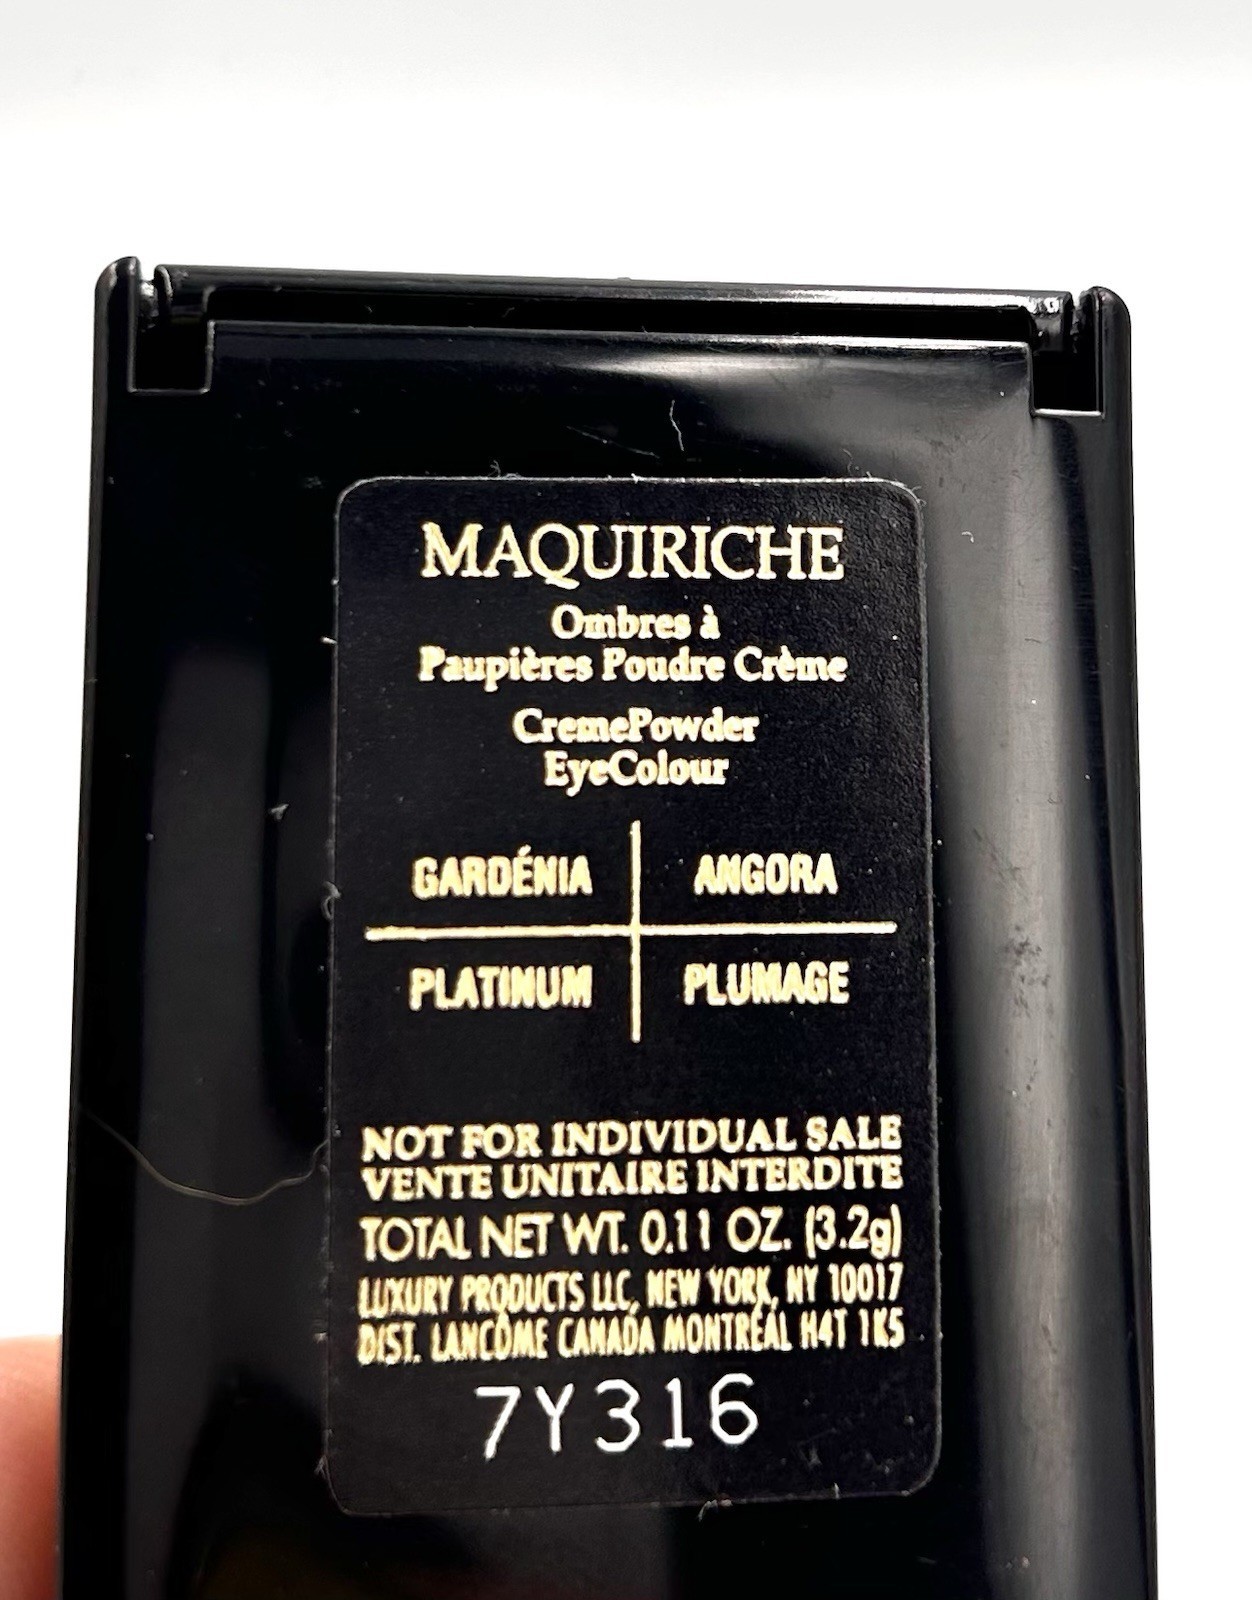 MAQUIRICHE
Ombres à
Paupières Poudre Crème
CremePowder
EyeColour
GARDÉNIA ANGORA
PLATINUM PLUMAGE
NOT FOR INDIVIDUAL SALE
VENTE UNITAIRE INTERDITE
TOTAL NET WT. 0.11 OZ. (3.2g)
LUXURY PRODUCTS LLC, NEW YORK, NY 10017
DIST. LANCÔME CANADA MONTRÉAL H4T 1K5
7Y316